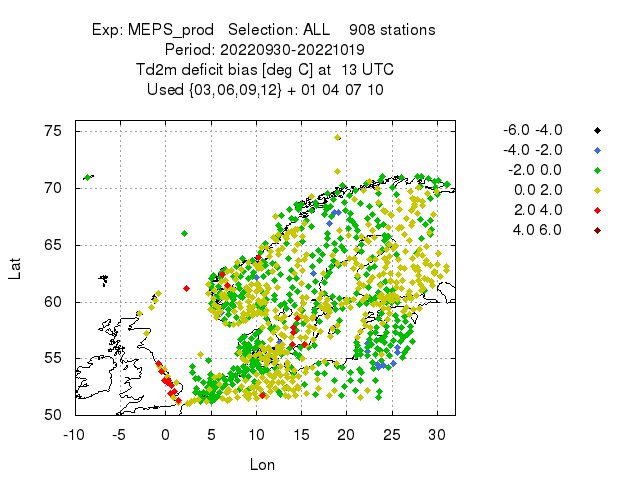 Exp: MEPS_prod   Selection: ALL    908 stations
Period: 20220930-20221019
Td2m deficit bias [deg C] at  13 UTC
Used {03,06,09,12} + 01 04 07 10
-6.0 -4.0
-4.0 -2.0
-2.0 0.0
0.0 2.0
2.0 4.0
4.0 6.0
75
70
65
60
55
50
Lat
-10 -5 0 5 10 15 20 25 30
Lon